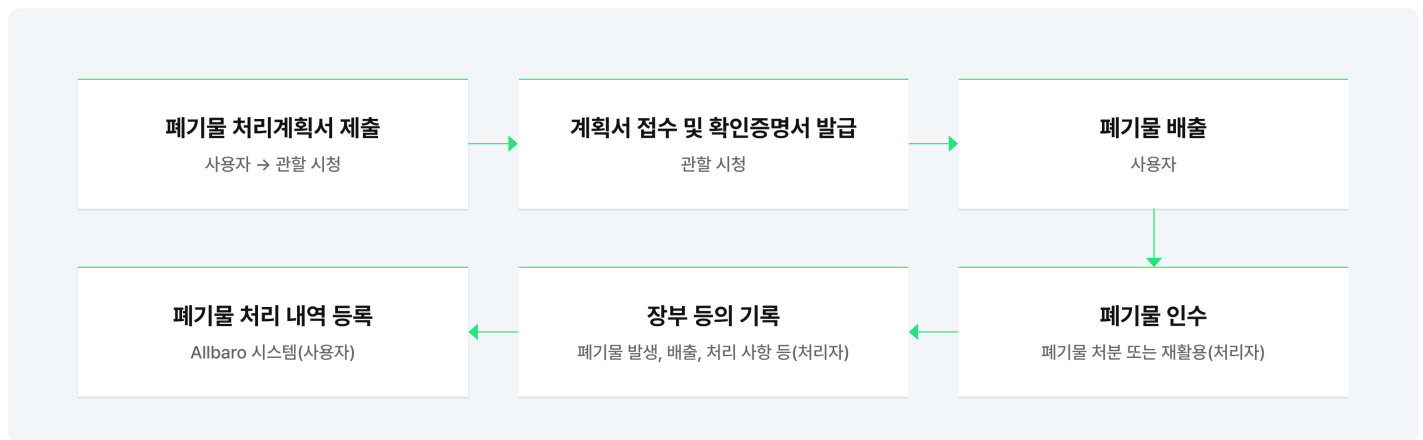 폐기물 처리계획서 제출
사용자 → 관할 시청
계획서 접수 및 확인증명서 발급
관할 시청
폐기물 배출
사용자
폐기물 인수
폐기물 처분 또는 재활용(처리자)
장부 등의 기록
폐기물 발생, 배출, 처리 사항 등(처리자)
폐기물 처리 내역 등록
Allbaro 시스템(사용자)